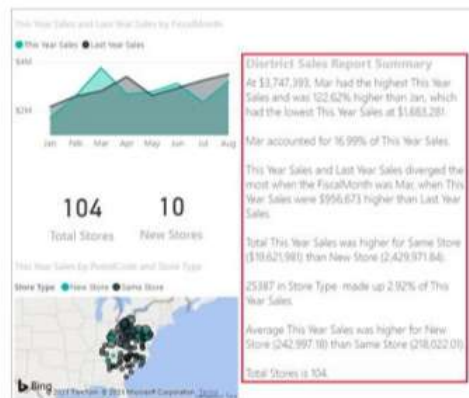 This Year Sales and Last Year Sales by FiscalMonth
This Year Sales Last Year Sales
$4M
$2M
Jan Feb Mar Apr May Jun Jul Aug
104 10
Total Stores New Stores
This Year Sales by PostalCode and Store Type
Store Type New Store Same Store
Bing
Microsoft Corporation
District Sales Report Summary
At $3,747,393, Mar had the highest This Year
Sales and was 122.62% higher than Jan, which
had the lowest This Year Sales at $1,683,281.
Mar accounted for 16.99% of This Year Sales.
This Year Sales and Last Year Sales diverged the
most when the FiscalMonth was Mar, when This
Year Sales were $956,673 higher than Last Year
Sales.
Total This Year Sales was higher for Same Store
($19,621,981) than New Store (2,429,971.84).
25387 in Store Type made up 2.92% of This
Year Sales.
Average This Year Sales was higher for New
Store (242,997.18) than Same Store (218,022.01).
Total Stores is 104.